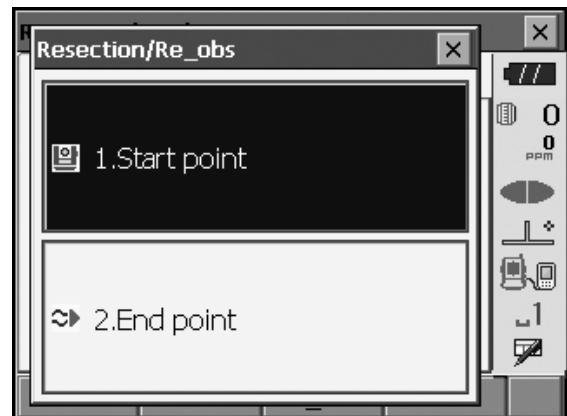 Resection/Re_obs
1.Start point
2.End point
0
0
PPM
1